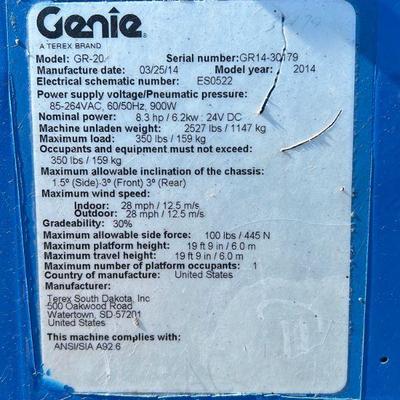 Genie®
A TEREX BRAND
Model: GR-20 Serial number: GR14-30179
Manufacture date: 03/25/14 Model year: 2014
Electrical schematic number: ES0522
Power supply voltage/Pneumatic pressure:
85-264VAC, 60/50Hz, 900W
Nominal power: 8.3 hp / 6.2kw : 24V DC
Machine unladen weight: 2527 lbs / 1147 kg
Maximum load: 350 lbs / 159 kg
Occupants and equipment must not exceed:
350 lbs / 159 kg
Maximum allowable inclination of the chassis:
1.5º (Side)-3º (Front) 3º (Rear)
Maximum wind speed:
Indoor: 28 mph / 12.5 m/s
Outdoor: 28 mph / 12.5 m/s
Gradeability: 30%
Maximum allowable side force: 100 lbs / 445 N
Maximum platform height: 19 ft 9 in / 6.0 m
Maximum travel height: 19 ft 9 in / 6.0 m
Maximum number of platform occupants: 1
Country of manufacture: United States
Manufacturer:
Terex South Dakota, Inc
500 Oakwood Road
Watertown, SD 57201
United States
This machine complies with:
ANSI/SIA A92.6